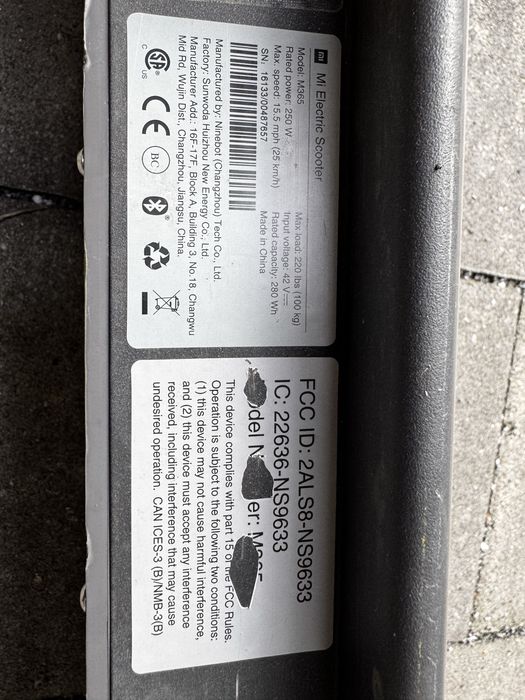 mi Mi Electric Scooter
Model: M365
Rated power: 250 W
Max. speed: 15.5 mph (25 km/h)
SN: 16133/00487657
Max load: 220 lbs (100 kg)
Input voltage: 42 V
Rated capacity: 280 Wh
Made in China
Manufactured by: Ninebot (Changzhou) Tech Co., Ltd.
Factory: Sunwoda Huizhou New Energy Co., Ltd.
Manufacturer Add.: 16F-17F, Block A, Building 3, No.18, Changwu
Mid Rd, Wujin Dist., Changzhou, Jiangsu, China.
C US CE BC
FCC ID: 2ALS8-NS9633
IC: 22636-NS9633
This device complies with part 15 of the FCC Rules.
Operation is subject to the following two conditions:
(1) this device may not cause harmful interference,
and (2) this device must accept any interference
received, including interference that may cause
undesired operation. CAN ICES-3 (B)/NMB-3(B)